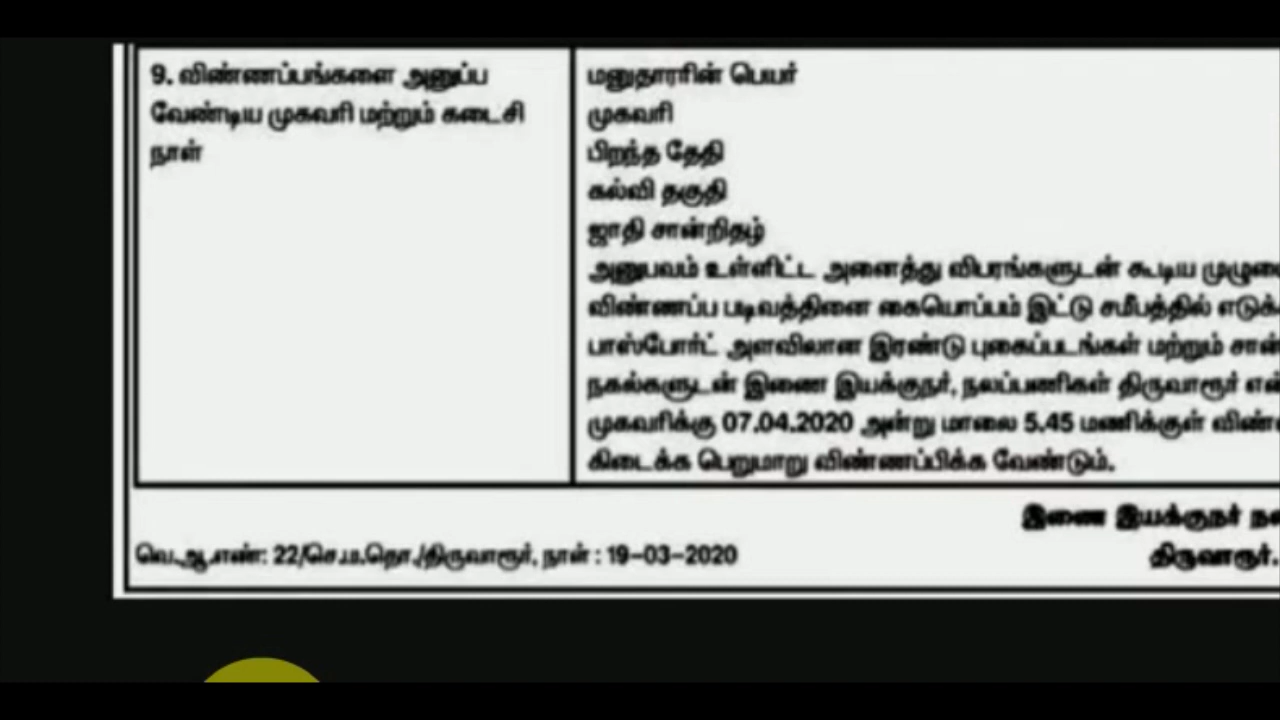 9. விண்ணப்பங்களை அனுப்ப
வேண்டிய முகவரி மற்றும் கடைசி
நாள்
மனுதாரரின் பெயர்
முகவரி
பிறந்த தேதி
கல்வி தகுதி
ஜாதி சான்றிதழ்
அனுபவம் உள்ளிட்ட அனைத்து விபரங்களுடன் கூடிய
விண்ணப்ப படிவத்தினை கையொப்பம் இட்டு சமீபத்தில்
பாஸ்போர்ட் அளவிலான இரண்டு புகைப்படங்கள் மற்றும்
நகல்களுடன் இணை இயக்குநர், நலப்பணிகள் திருவாரூர்
முகவரிக்கு 07.04.2020 அன்று மாலை 5.45 மணிக்குள்
கிடைக்க பெறுமாறு விண்ணப்பிக்க வேண்டும்.
இணை இயக்குநர்
வெ.ஆ.எண்: 22/செ.ம.தொ./திருவாரூர், நாள் : 19-03-2020
திருவாரூர்.